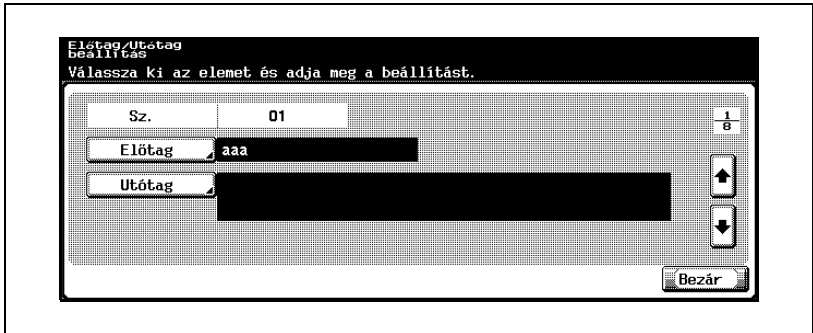 Előtag/Utótag
beállítás
Válassza ki az elemet és adja meg a beállítást.
Sz. 01
1
8
Előtag aaa
Utótag
Bezár